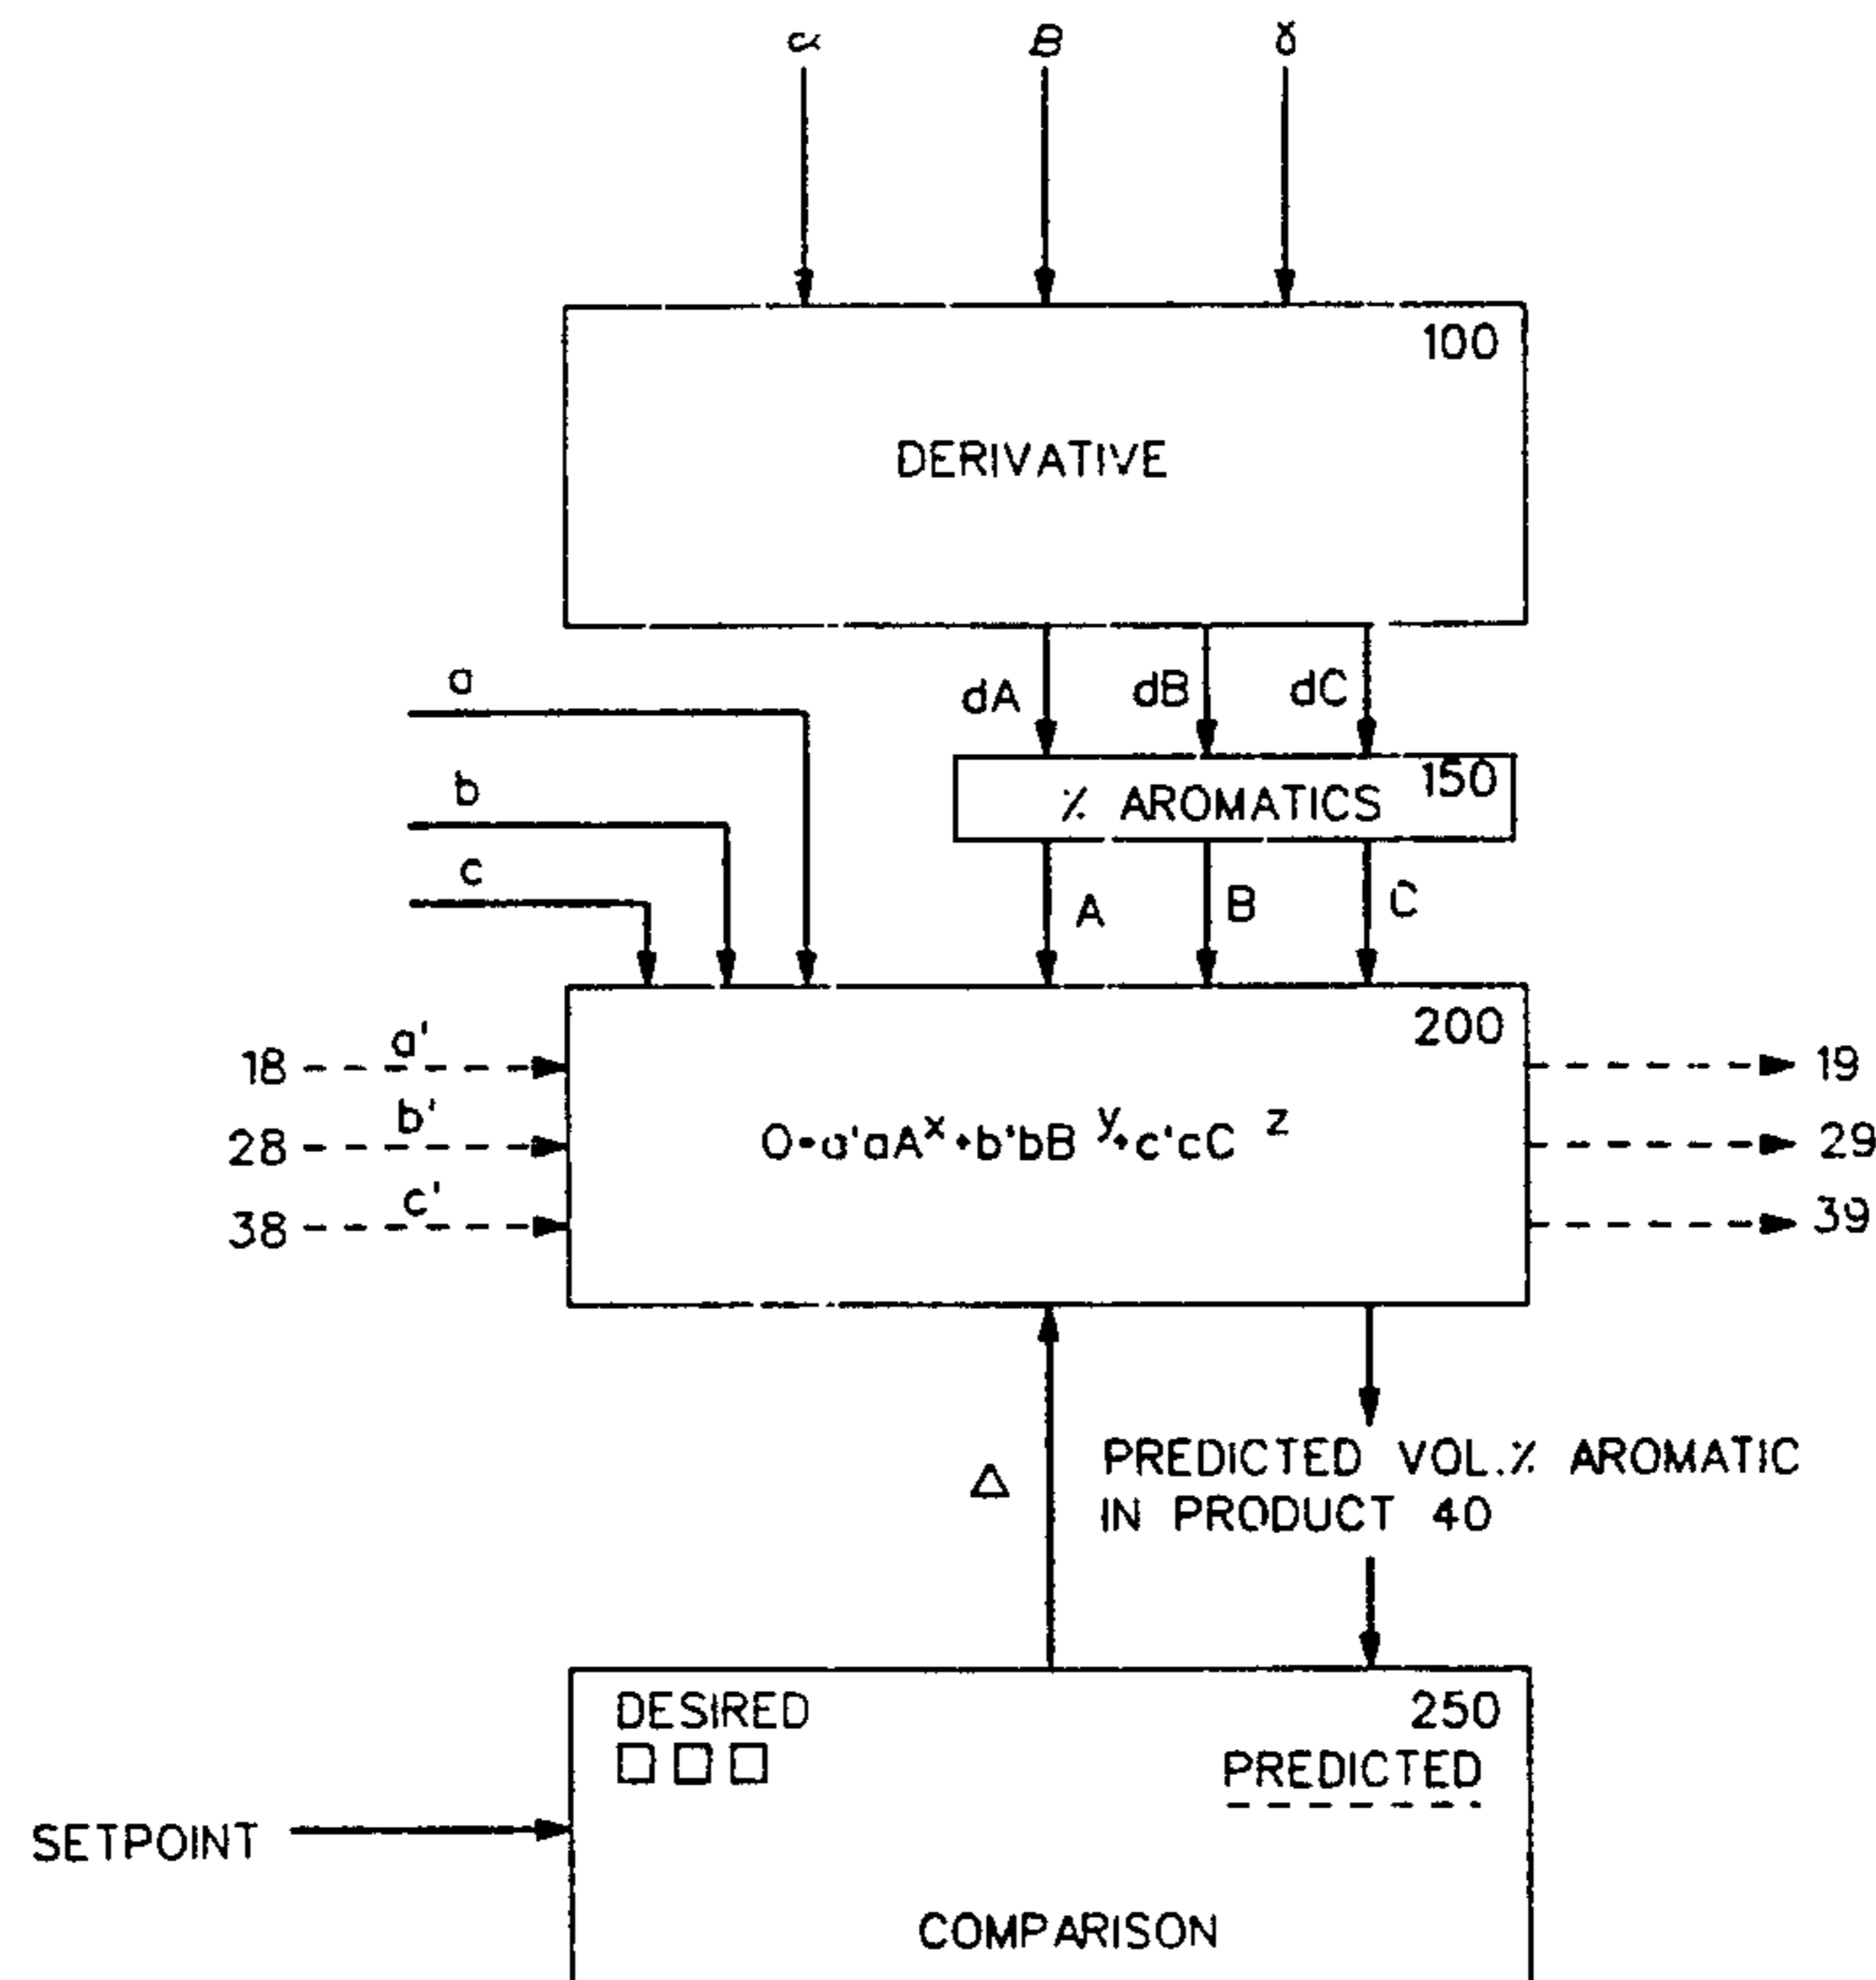 α β γ
100
DERIVATIVE
a
dA dB dC
b
150
% AROMATICS
c
A B C
200
18 a' 19
28 b' 29
O=a'aA^x+b'bB^y+c'cC^z
38 c' 39
Δ
PREDICTED VOL.% AROMATIC
IN PRODUCT 40
DESIRED
250
PREDICTED
SETPOINT
COMPARISON